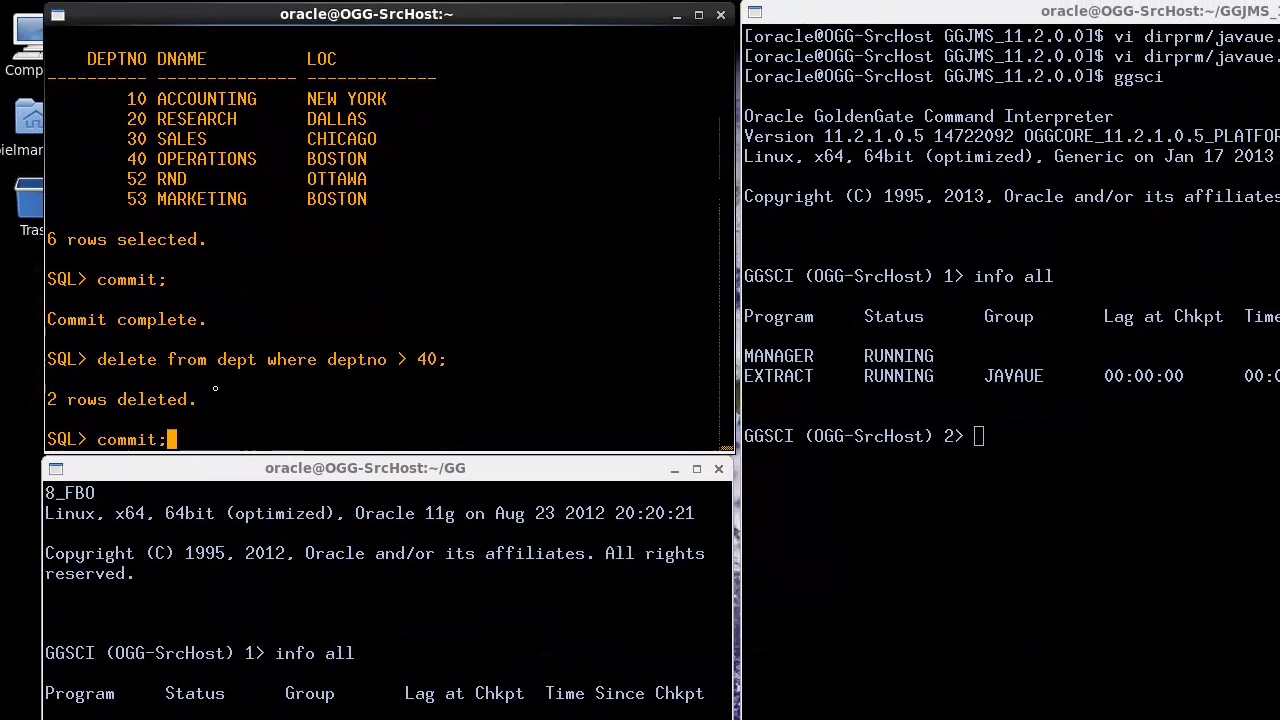 Comp
pielmar
Tras
oracle@OGG-SrcHost:~
DEPTNO DNAME LOC
---------- -------------- -------------
10 ACCOUNTING NEW YORK
20 RESEARCH DALLAS
30 SALES CHICAGO
40 OPERATIONS BOSTON
52 RND OTTAWA
53 MARKETING BOSTON
6 rows selected.
SQL> commit;
Commit complete.
SQL> delete from dept where deptno > 40;
2 rows deleted.
SQL> commit;
oracle@OGG-SrcHost:~/GG
8_FBO
Linux, x64, 64bit (optimized), Oracle 11g on Aug 23 2012 20:20:21
Copyright (C) 1995, 2012, Oracle and/or its affiliates. All rights
reserved.
GGSCI (OGG-SrcHost) 1> info all
Program Status Group Lag at Chkpt Time Since Chkpt
oracle@OGG-SrcHost:~/GGJMS_
[oracle@OGG-SrcHost GGJMS_11.2.0.0]$ vi dirprm/javaue.
[oracle@OGG-SrcHost GGJMS_11.2.0.0]$ vi dirprm/javaue.
[oracle@OGG-SrcHost GGJMS_11.2.0.0]$ ggsci
Oracle GoldenGate Command Interpreter
Version 11.2.1.0.5 14722092 OGGCORE_11.2.1.0.5_PLATFO
Linux, x64, 64bit (optimized), Generic on Jan 17 2013
Copyright (C) 1995, 2013, Oracle and/or its affiliates
GGSCI (OGG-SrcHost) 1> info all
Program Status Group Lag at Chkpt Time
MANAGER RUNNING
EXTRACT RUNNING JAVAUE 00:00:00 00:0
GGSCI (OGG-SrcHost) 2>